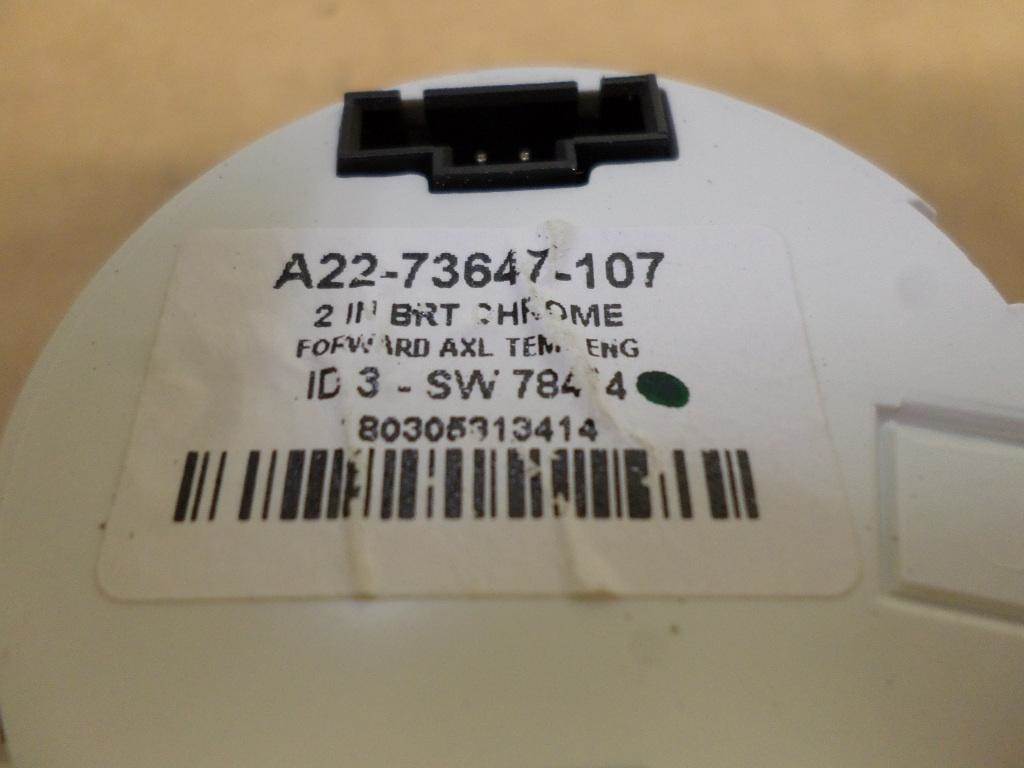 A22-73647-107
2 IN BRT CHROME
FORWARD AXL TEMP ENG
ID 3 - SW
80305313414